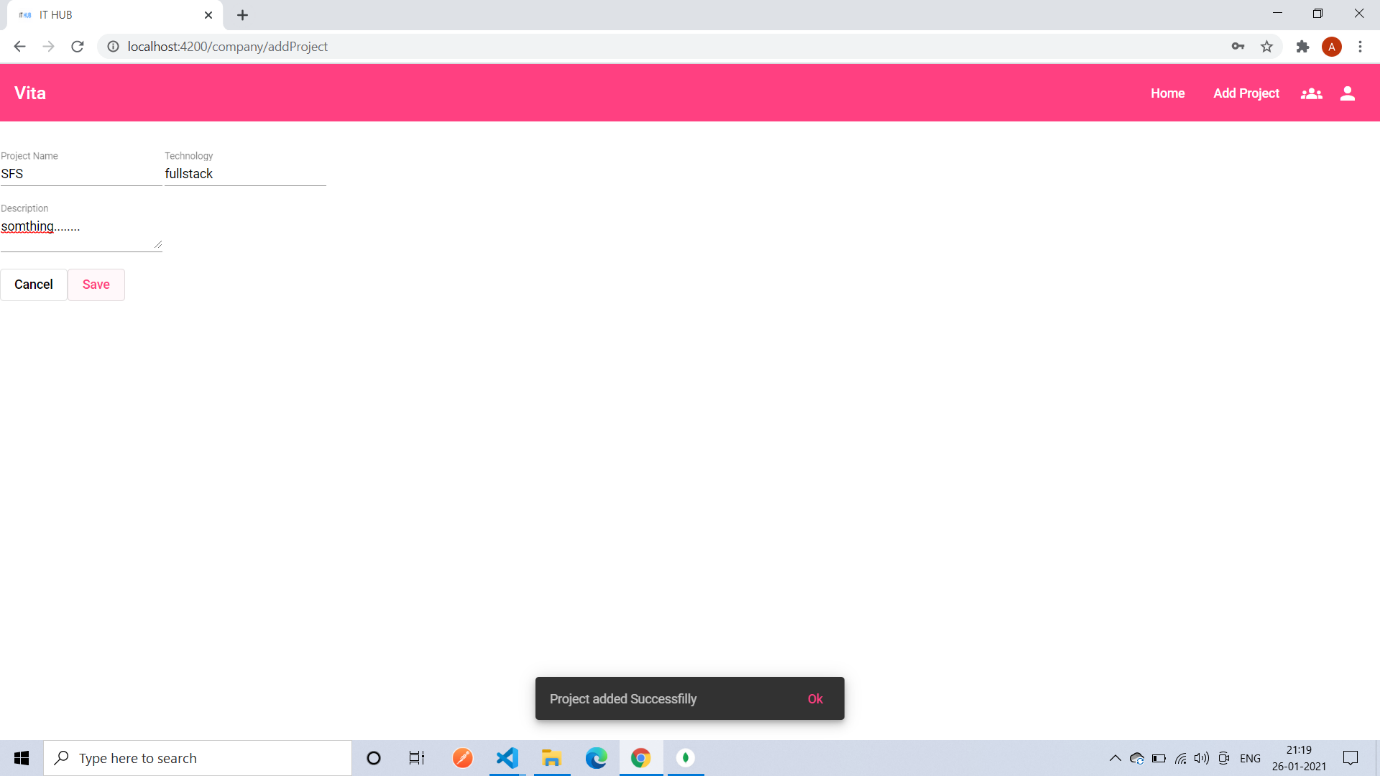 IT HUB
localhost:4200/company/addProject
A
Vita
Home
Add Project
Project Name
Technology
SFS
fullstack
Description
somthing........
Cancel
Save
Project added Successfilly
Ok
Type here to search
ENG
21:19
26-01-2021